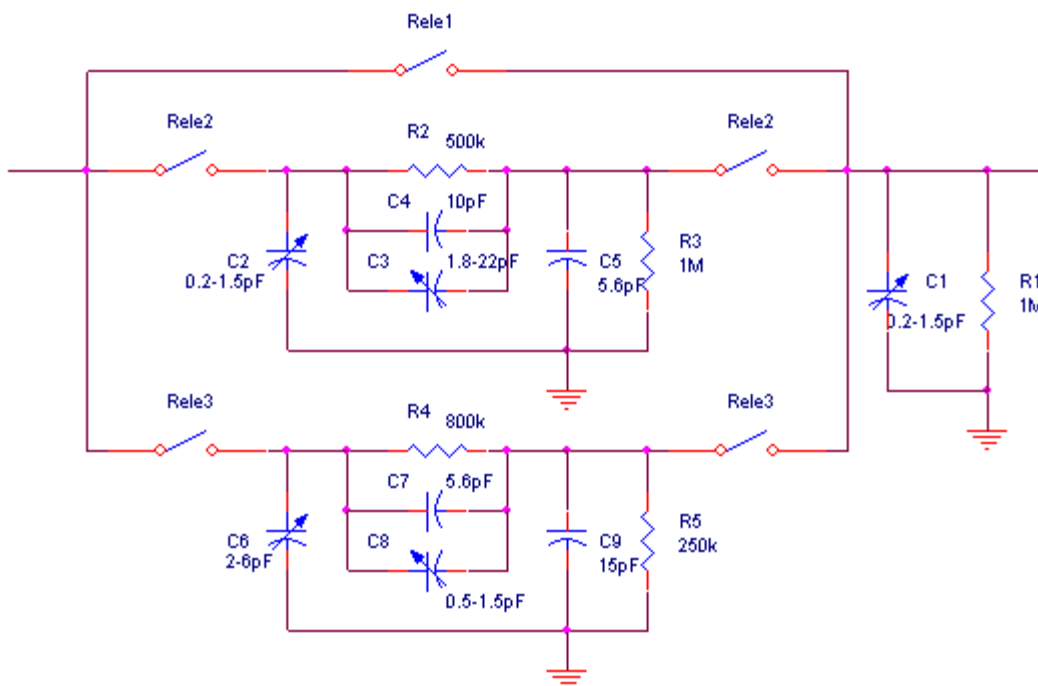 Rele1
Rele2
R2
500k
Rele2
C4
10pF
C2
0.2-1.5pF
C3
1.8-22pF
C5
5.6pF
R3
1M
C1
0.2-1.5pF
R1
1M
Rele3
R4
800k
Rele3
C7
5.6pF
C6
2-6pF
C8
0.5-1.5pF
C9
15pF
R5
250k